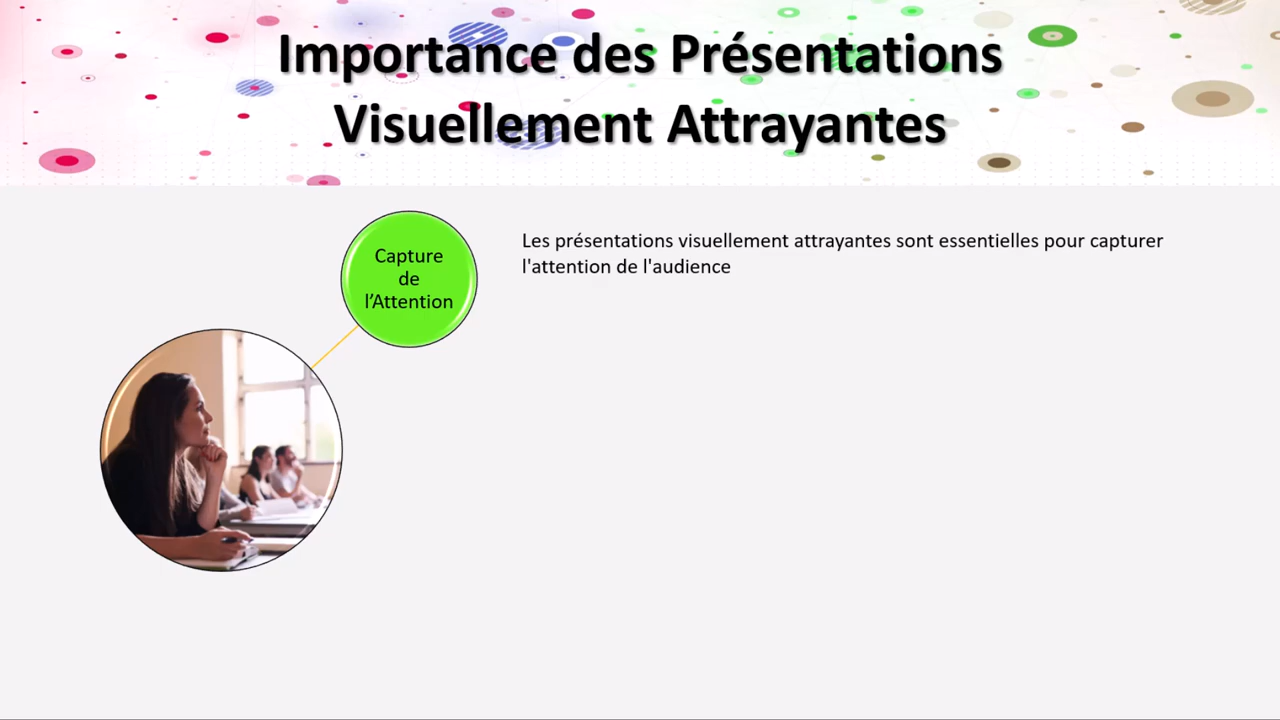 Importance des Présentations
Visuellement Attrayantes
Capture
de
l’Attention
Les présentations visuellement attrayantes sont essentielles pour capturer
l'attention de l'audience